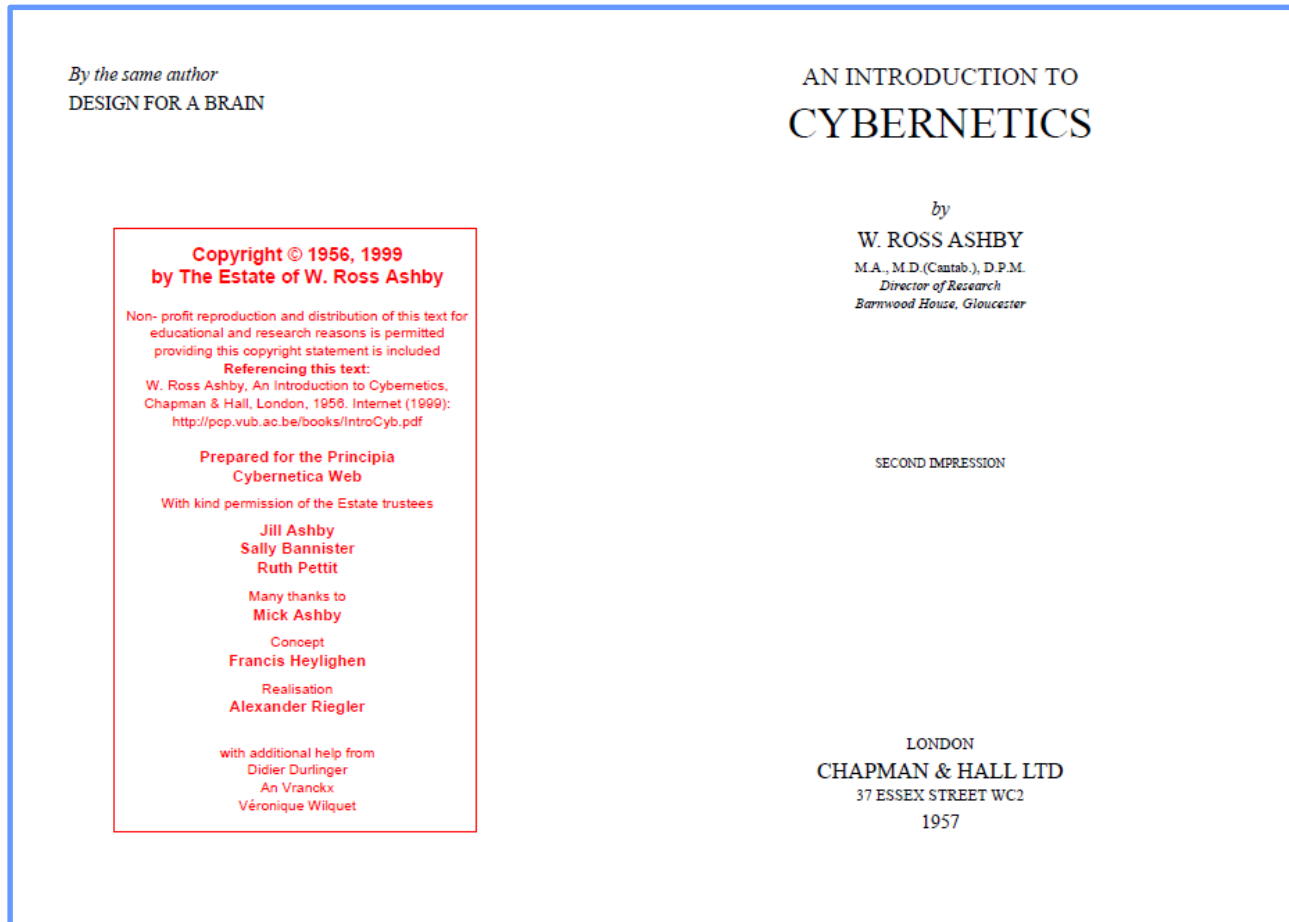 By the same author
DESIGN FOR A BRAIN
Copyright © 1956, 1999
by The Estate of W. Ross Ashby
Non- profit reproduction and distribution of this text for
educational and research reasons is permitted
providing this copyright statement is included
Referencing this text:
W. Ross Ashby, An Introduction to Cybernetics,
Chapman & Hall, London, 1956. Internet (1999):
http://pcp.vub.ac.be/books/IntroCyb.pdf
Prepared for the Principia
Cybernetica Web
With kind permission of the Estate trustees
Jill Ashby
Sally Bannister
Ruth Pettit
Many thanks to
Mick Ashby
Concept
Francis Heylighen
Realisation
Alexander Riegler
with additional help from
Didier Durlinger
An Vranckx
Véronique Wilquet
AN INTRODUCTION TO
CYBERNETICS
by
W. ROSS ASHBY
M.A., M.D.(Cantab.), D.P.M.
Director of Research
Barnwood House, Gloucester
SECOND IMPRESSION
LONDON
CHAPMAN & HALL LTD
37 ESSEX STREET WC2
1957